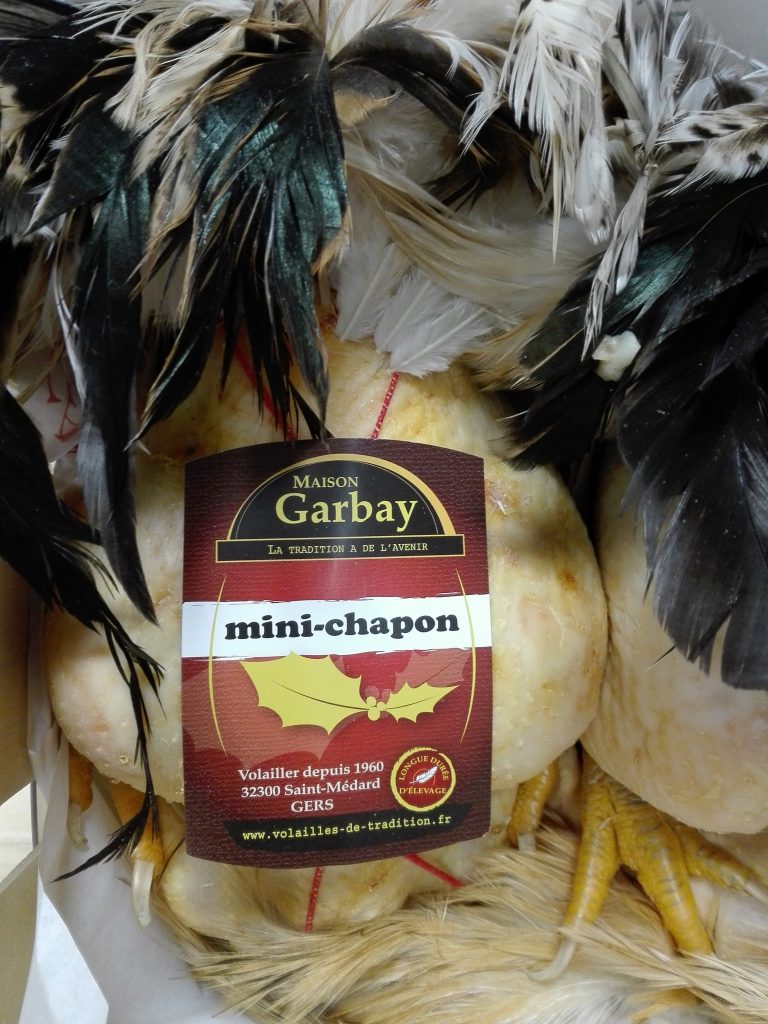 MAISON
Garbay
LA TRADITION A DE L'AVENIR
mini-chapon
Volailler depuis 1960
32300 Saint-Médard
GERS
LONGUE DURÉE
D'ÉLEVAGE
www.volailles-de-tradition.fr